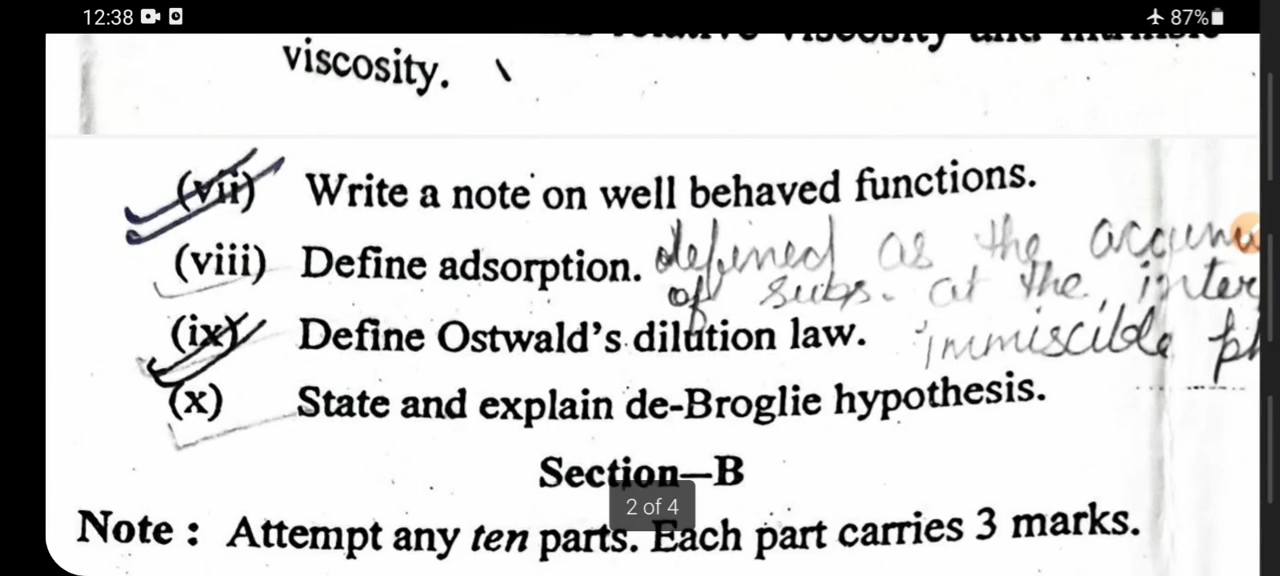 12:38 87%
viscosity.
(vii) Write a note on well behaved functions.
(viii) Define adsorption. defined as the
of subs. at the,
(ix) Define Ostwald's dilution law. immiscible
(x) State and explain de-Broglie hypothesis.
Section—B
2 of 4
Note : Attempt any ten parts. Each part carries 3 marks.